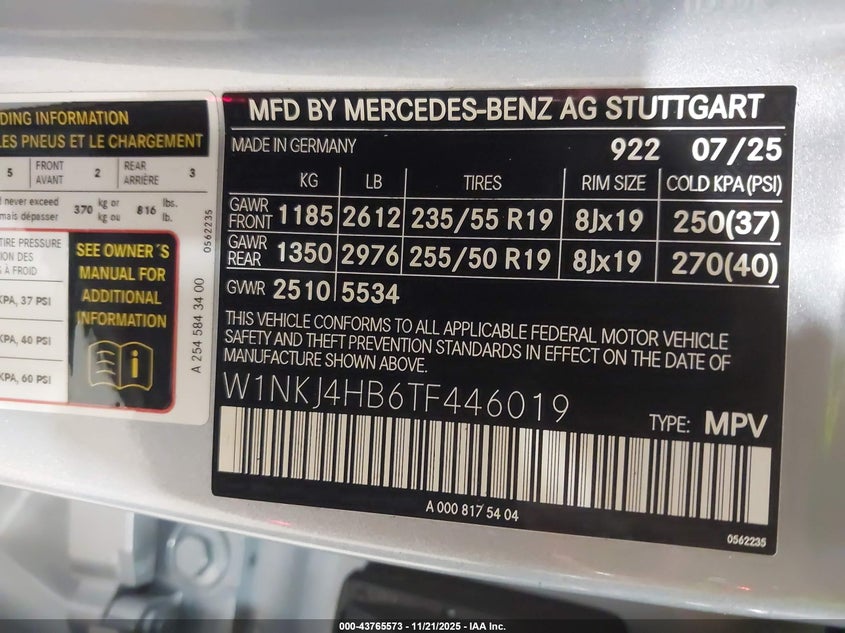 DING INFORMATION
LES PNEUS ET LE CHARGEMENT
5 FRONT AVANT 2 REAR ARRIÈRE 3
never exceed
mais dépasser 370 kg or kg ou 816 lbs. lb.
TIRE PRESSURE
ION DES
À FROID
KPA, 37 PSI
KPA, 40 PSI
KPA, 60 PSI
SEE OWNER´S
MANUAL FOR
ADDITIONAL
INFORMATION
A 254 584 34 00
0562235
MFD BY MERCEDES-BENZ AG STUTTGART
MADE IN GERMANY 922 07/25
KG LB TIRES RIM SIZE COLD KPA (PSI)
GAWR FRONT 1185 2612 235/55 R19 8Jx19 250(37)
GAWR REAR 1350 2976 255/50 R19 8Jx19 270(40)
GVWR 2510 5534
THIS VEHICLE CONFORMS TO ALL APPLICABLE FEDERAL MOTOR VEHICLE
SAFETY AND THEFT PREVENTION STANDARDS IN EFFECT ON THE DATE OF
MANUFACTURE SHOWN ABOVE.
W1NKJ4HB6TF446019
TYPE: MPV
A 000 817 54 04
0562235
000-43765573 - 11/21/2025 - IAA Inc.